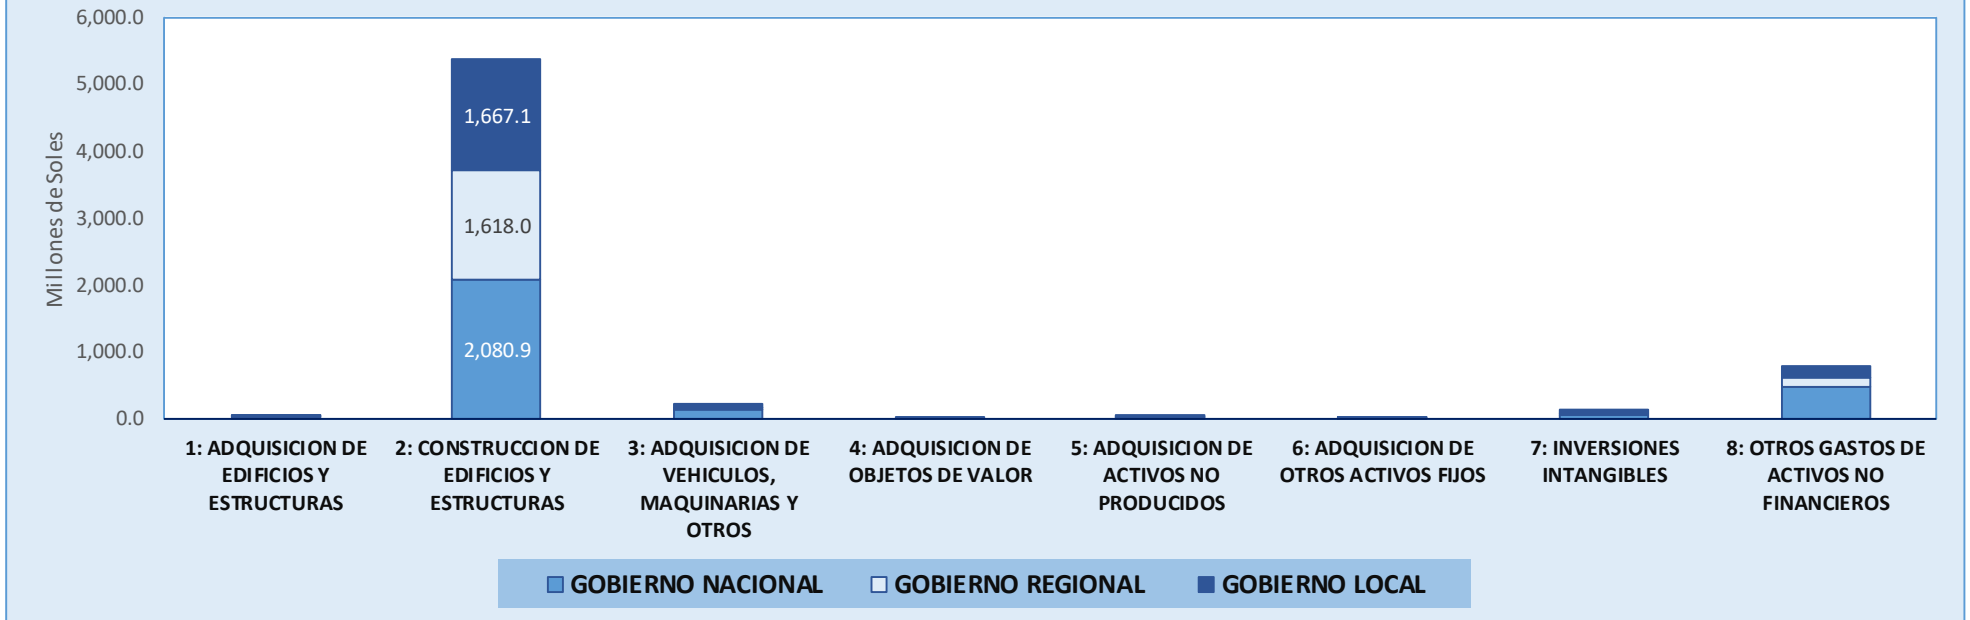 6,000.0
5,000.0
4,000.0
3,000.0
2,000.0
1,000.0
0.0
Millones de Soles
1,667.1
1,618.0
2,080.9
1: ADQUISICION DE
EDIFICIOS Y
ESTRUCTURAS
2: CONSTRUCCION DE
EDIFICIOS Y
ESTRUCTURAS
3: ADQUISICION DE
VEHICULOS,
MAQUINARIAS Y
OTROS
4: ADQUISICION DE
OBJETOS DE VALOR
5: ADQUISICION DE
ACTIVOS NO
PRODUCIDOS
6: ADQUISICION DE
OTROS ACTIVOS FIJOS
7: INVERSIONES
INTANGIBLES
8: OTROS GASTOS DE
ACTIVOS NO
FINANCIEROS
GOBIERNO NACIONAL
GOBIERNO REGIONAL
GOBIERNO LOCAL